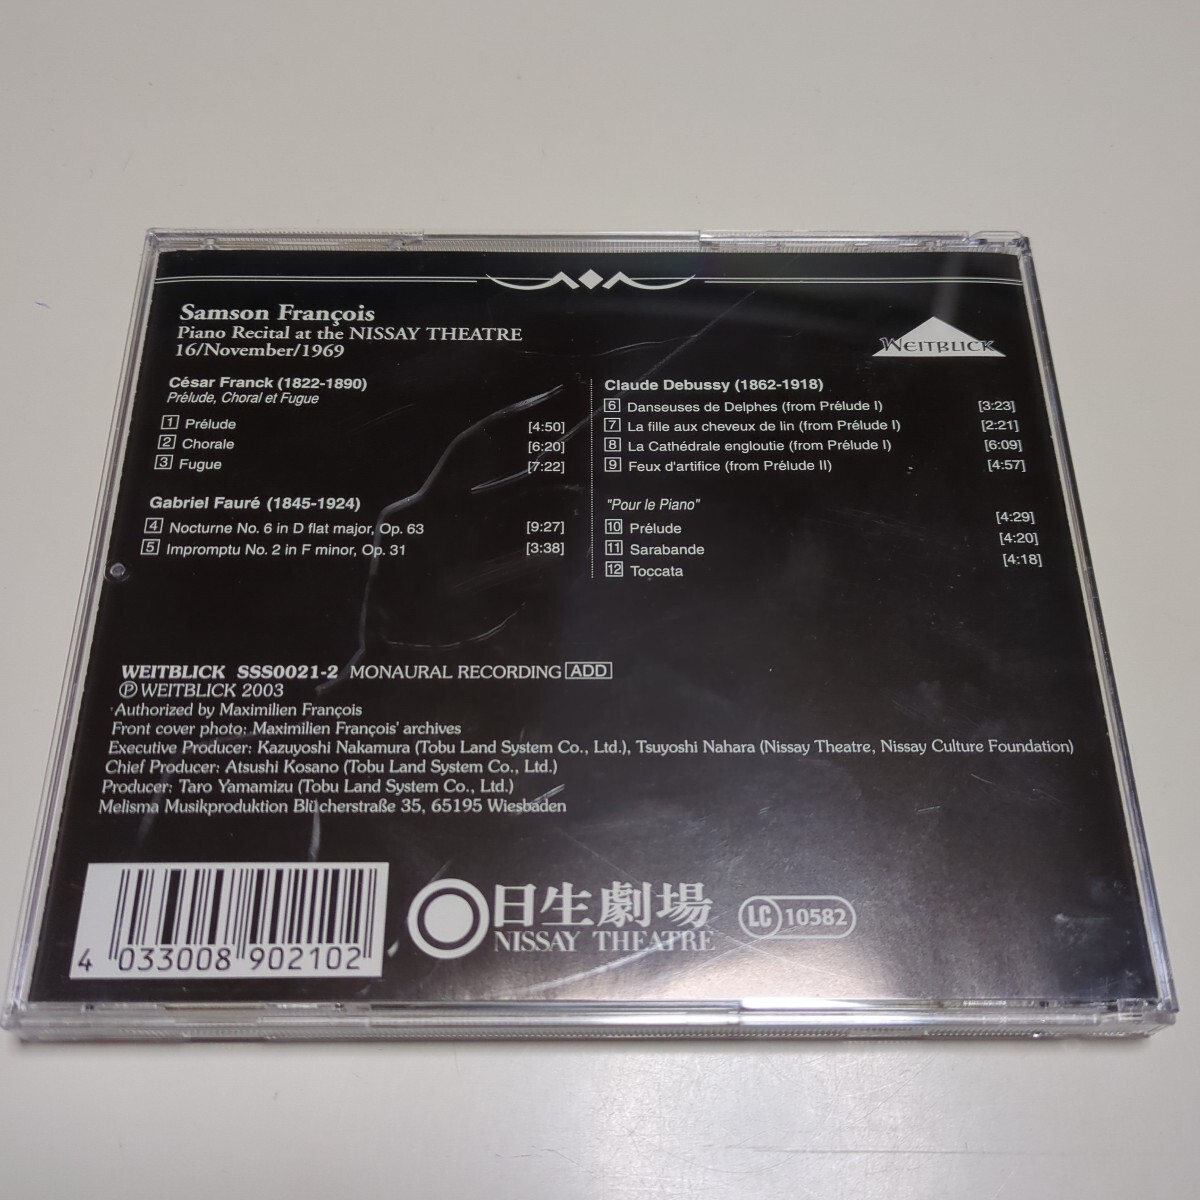 Samson François
Piano Recital at the NISSAY THEATRE
16/November/1969
WEITBLICK
César Franck (1822-1890)
Prélude, Choral et Fugue
1 Prélude [4:50]
2 Chorale [6:20]
3 Fugue [7:22]
Gabriel Fauré (1845-1924)
4 Nocturne No. 6 in D flat major, Op. 63 [9:27]
5 Impromptu No. 2 in F minor, Op. 31 [3:38]
Claude Debussy (1862-1918)
6 Danseuses de Delphes (from Prélude I) [3:23]
7 La fille aux cheveux de lin (from Prélude I) [2:21]
8 La Cathédrale engloutie (from Prélude I) [6:09]
9 Feux d'artifice (from Prélude II) [4:57]
"Pour le Piano"
10 Prélude [4:29]
11 Sarabande [4:20]
12 Toccata [4:18]
WEITBLICK SSS0021-2 MONAURAL RECORDING ADD
℗ WEITBLICK 2003
Authorized by Maximilien François
Front cover photo: Maximilien François' archives
Executive Producer: Kazuyoshi Nakamura (Tobu Land System Co., Ltd.), Tsuyoshi Nahara (Nissay Theatre, Nissay Culture Foundation)
Chief Producer: Atsushi Kosano (Tobu Land System Co., Ltd.)
Producer: Taro Yamamizu (Tobu Land System Co., Ltd.)
Melisma Musikproduktion Blücherstraße 35, 65195 Wiesbaden
4 033008 902102
日生劇場
NISSAY THEATRE
LC 10582